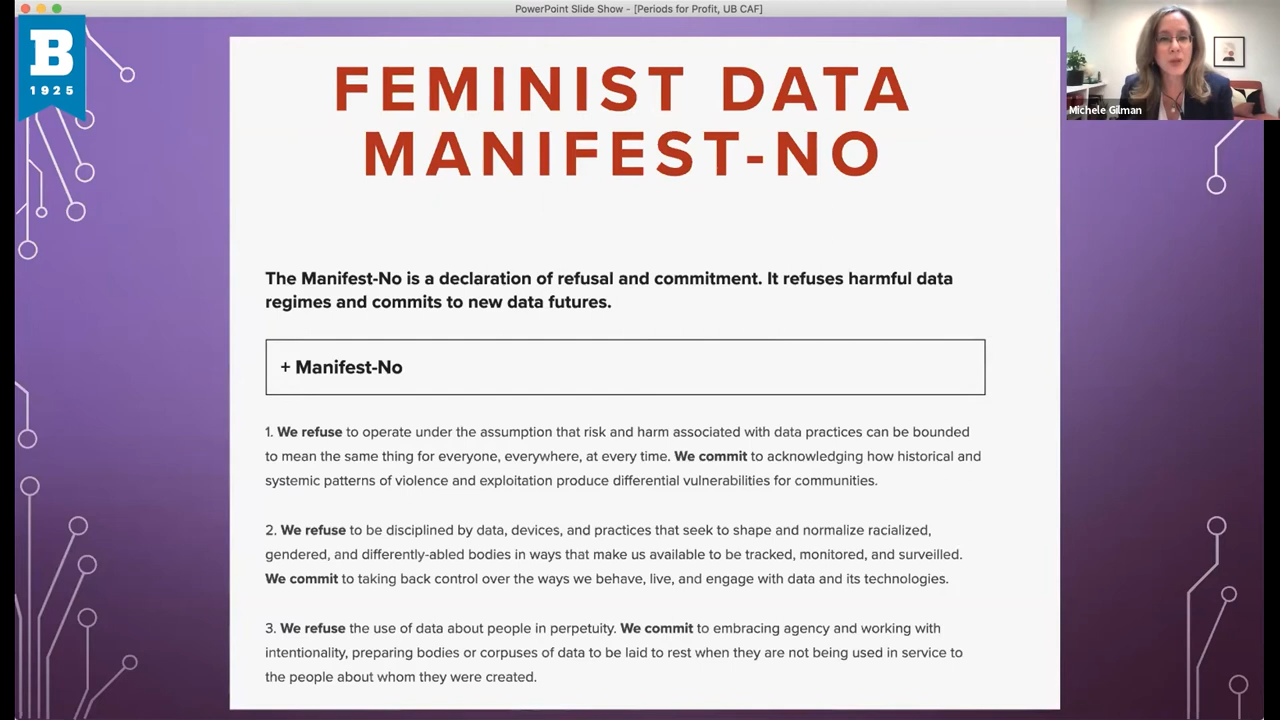 PowerPoint Slide Show - [Periods for Profit, UB CAF]
B
1925
Michele Gilman
FEMINIST DATA
MANIFEST-NO
The Manifest-No is a declaration of refusal and commitment. It refuses harmful data
regimes and commits to new data futures.
+ Manifest-No
1. We refuse to operate under the assumption that risk and harm associated with data practices can be bounded
to mean the same thing for everyone, everywhere, at every time. We commit to acknowledging how historical and
systemic patterns of violence and exploitation produce differential vulnerabilities for communities.
2. We refuse to be disciplined by data, devices, and practices that seek to shape and normalize racialized,
gendered, and differently-abled bodies in ways that make us available to be tracked, monitored, and surveilled.
We commit to taking back control over the ways we behave, live, and engage with data and its technologies.
3. We refuse the use of data about people in perpetuity. We commit to embracing agency and working with
intentionality, preparing bodies or corpuses of data to be laid to rest when they are not being used in service to
the people about whom they were created.